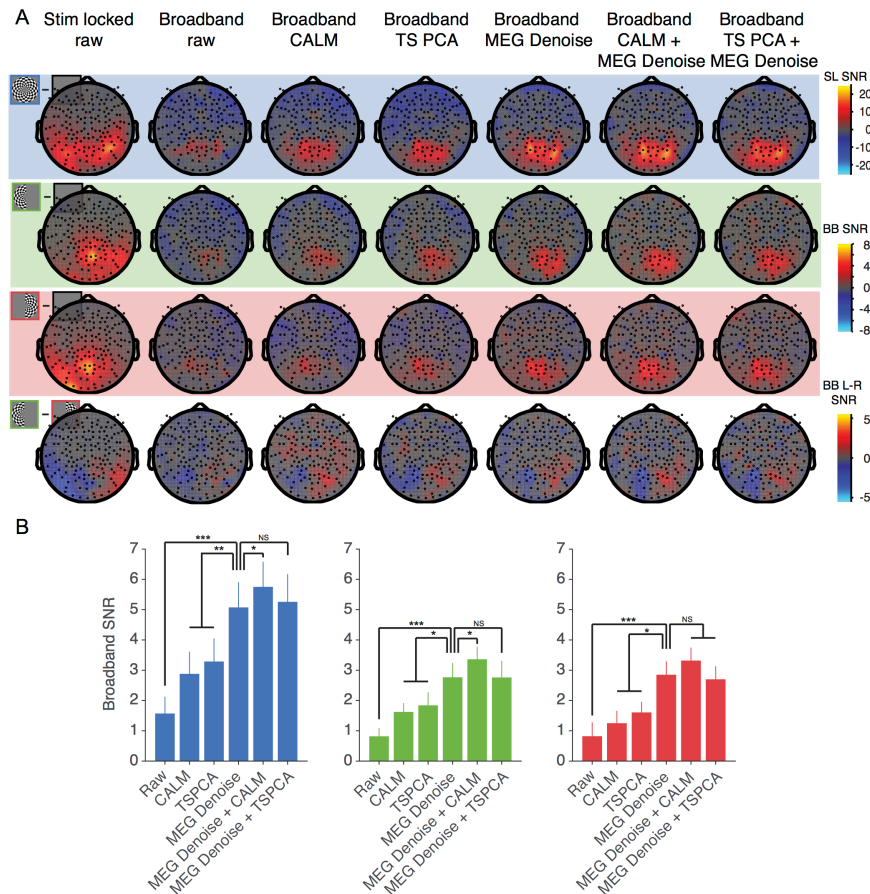 A
Stim locked
raw
Broadband
raw
Broadband
CALM
Broadband
TS PCA
Broadband
MEG Denoise
Broadband
CALM +
MEG Denoise
Broadband
TS PCA +
MEG Denoise
SL SNR
20
10
0
-10
-20
BB SNR
8
4
0
-4
-8
BB L-R
SNR
5
0
-5
B
Broadband SNR
7
6
5
4
3
2
1
0
***
**
*
NS
Raw
CALM
TSPCA
MEG Denoise
MEG Denoise + CALM
MEG Denoise + TSPCA
7
6
5
4
3
2
1
0
***
*
*
NS
Raw
CALM
TSPCA
MEG Denoise
MEG Denoise + CALM
MEG Denoise + TSPCA
7
6
5
4
3
2
1
0
***
*
NS
Raw
CALM
TSPCA
MEG Denoise
MEG Denoise + CALM
MEG Denoise + TSPCA